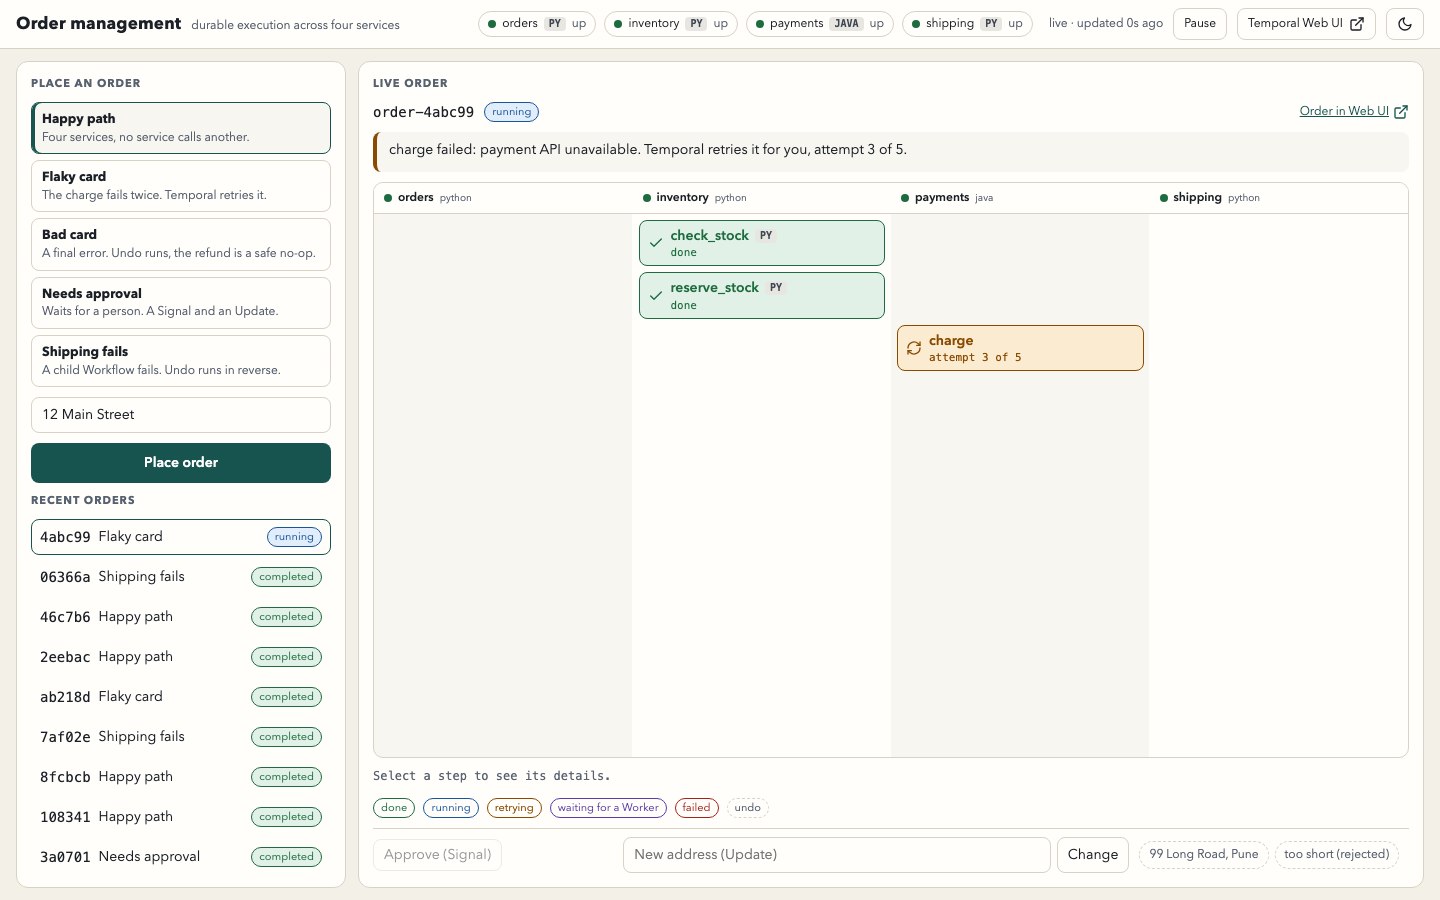 Order management durable execution across four services
orders PY up
inventory PY up
payments JAVA up
shipping PY up
live · updated 0s ago
Pause
Temporal Web UI
PLACE AN ORDER
Happy path
Four services, no service calls another.
Flaky card
The charge fails twice. Temporal retries it.
Bad card
A final error. Undo runs, the refund is a safe no-op.
Needs approval
Waits for a person. A Signal and an Update.
Shipping fails
A child Workflow fails. Undo runs in reverse.
12 Main Street
Place order
RECENT ORDERS
4abc99 Flaky card running
06366a Shipping fails completed
46c7b6 Happy path completed
2eebac Happy path completed
ab218d Flaky card completed
7af02e Shipping fails completed
8fcbcb Happy path completed
108341 Happy path completed
3a0701 Needs approval completed
LIVE ORDER
order-4abc99 running
Order in Web UI
charge failed: payment API unavailable. Temporal retries it for you, attempt 3 of 5.
orders python
inventory python
payments java
shipping python
check_stock PY
done
reserve_stock PY
done
charge
attempt 3 of 5
Select a step to see its details.
done running retrying waiting for a Worker failed undo
Approve (Signal)
New address (Update)
Change
99 Long Road, Pune
too short (rejected)